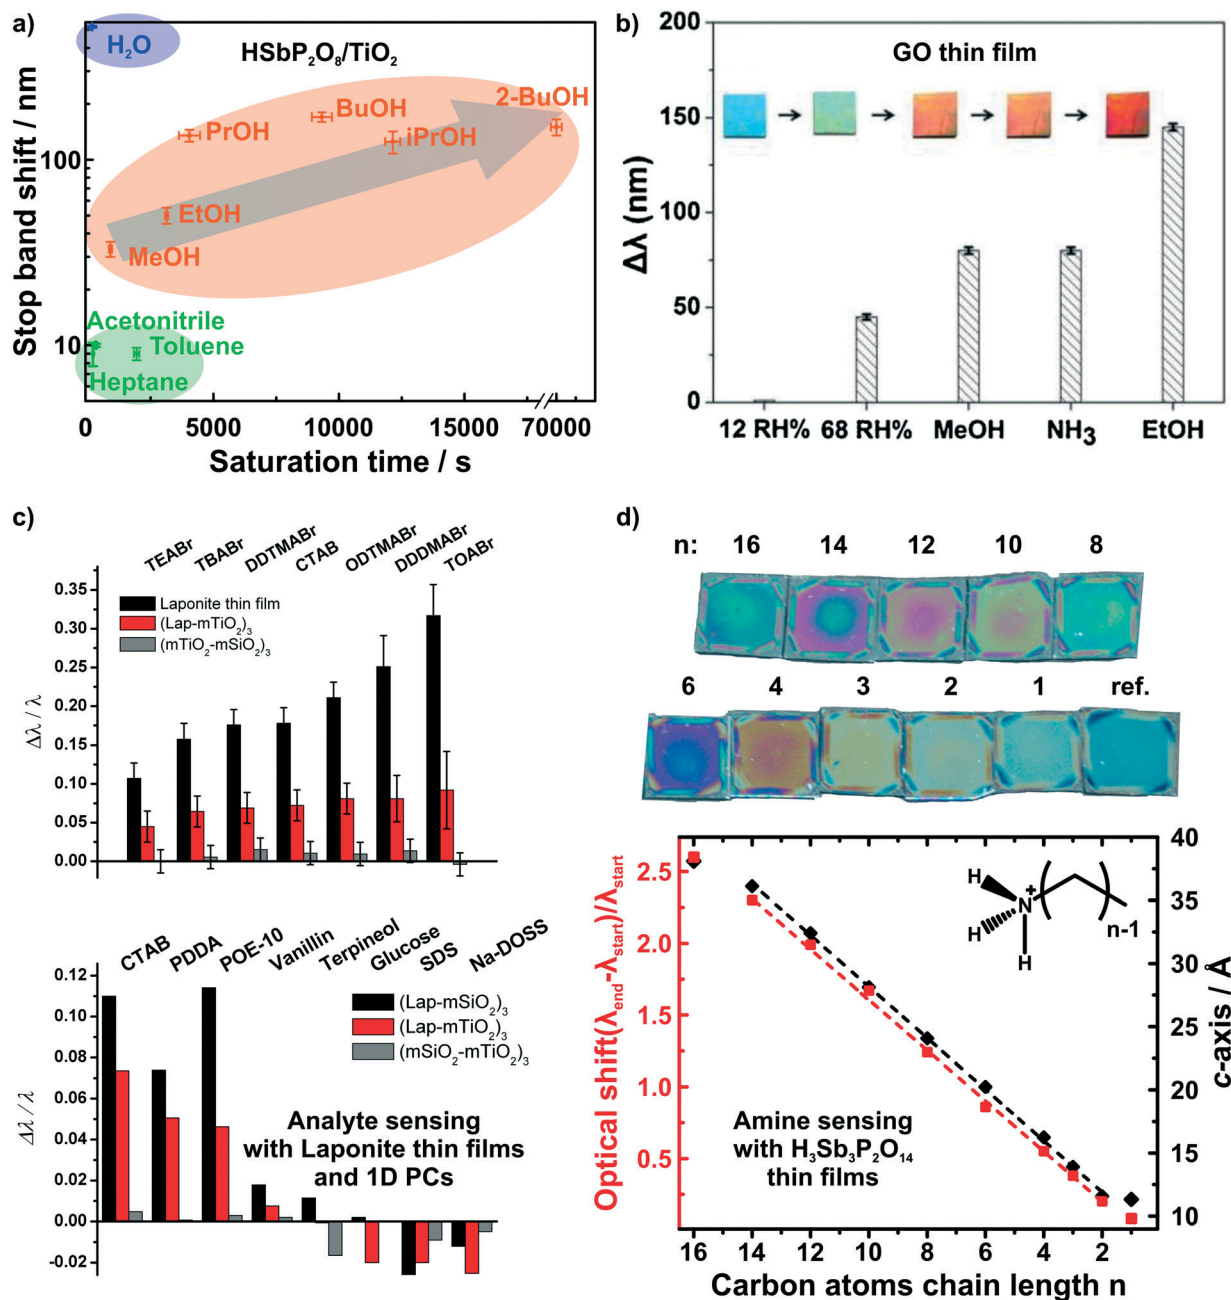 a)
HSbP₂O₈/TiO₂
H₂O
PrOH
BuOH
2-BuOH
iPrOH
EtOH
MeOH
Acetonitrile
Toluene
Heptane
100
10
Stop band shift / nm
0 5000 10000 15000 70000
Saturation time / s
b)
GO thin film
200
150
100
50
0
Δλ (nm)
12 RH% 68 RH% MeOH NH₃ EtOH
c)
TEABr TBABr DDTMABr CTAB ODTMABr DDDMABr TOABr
Laponite thin film
(Lap-mTiO₂)₃
(mTiO₂-mSiO₂)₃
0.35
0.30
0.25
0.20
0.15
0.10
0.05
0.00
Δλ / λ
CTAB PDDA POE-10 Vanillin Terpineol Glucose SDS Na-DOSS
(Lap-mSiO₂)₃
(Lap-mTiO₂)₃
(mSiO₂-mTiO₂)₃
0.12
0.10
0.08
0.06
0.04
0.02
0.00
-0.02
Δλ / λ
Analyte sensing
with Laponite thin films
and 1D PCs
d)
n: 16 14 12 10 8
6 4 3 2 1 ref.
2.5
2.0
1.5
1.0
0.5
Optical shift(λend-λstart)/λstart
40
35
30
25
20
15
10
c-axis / Å
H
H
N
+
H
n-1
Amine sensing
with H₃Sb₃P₂O₁₄
thin films
16 14 12 10 8 6 4 2
Carbon atoms chain length n